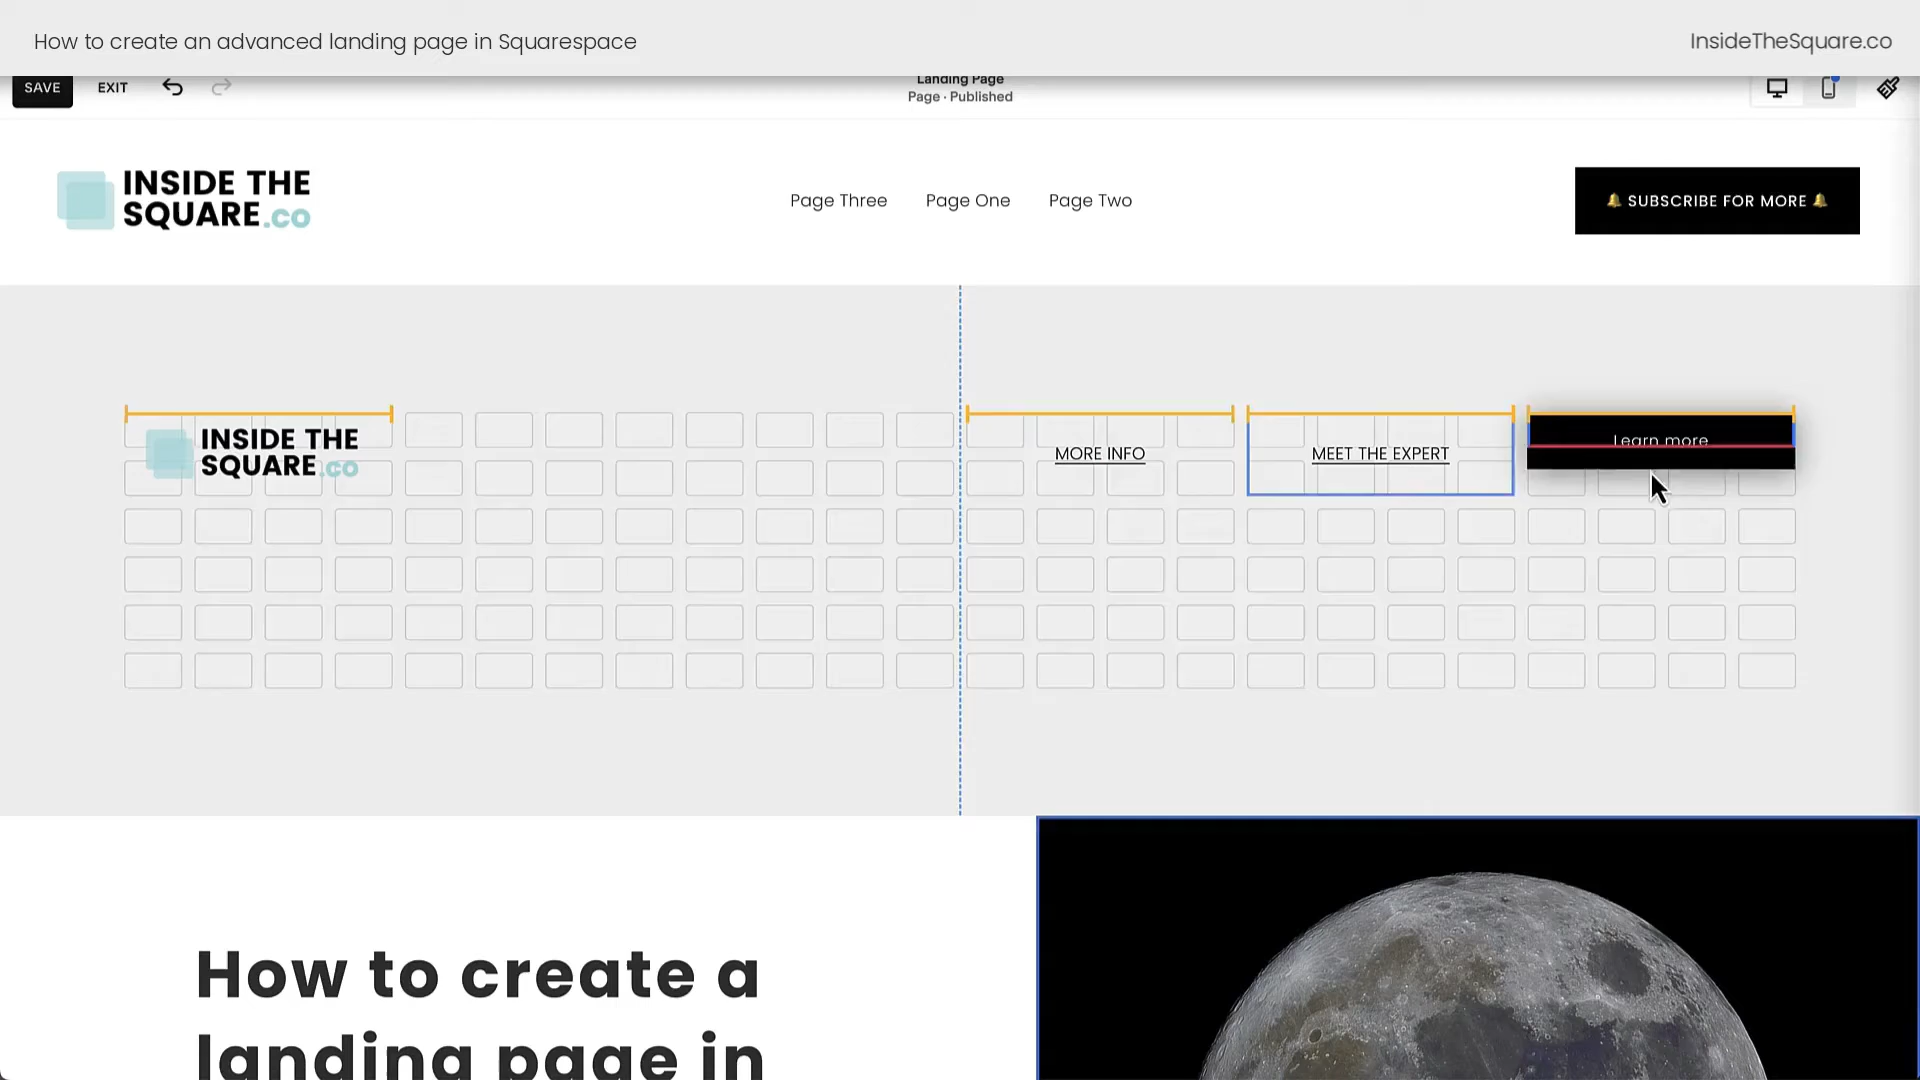 How to create an advanced landing page in Squarespace
InsideTheSquare.co
SAVE
EXIT
Landing Page
Page · Published
INSIDE THE
SQUARE.co
Page Three
Page One
Page Two
🔔 SUBSCRIBE FOR MORE 🔔
INSIDE THE
SQUARE.co
MORE INFO
MEET THE EXPERT
Learn more
How to create a
landing page in